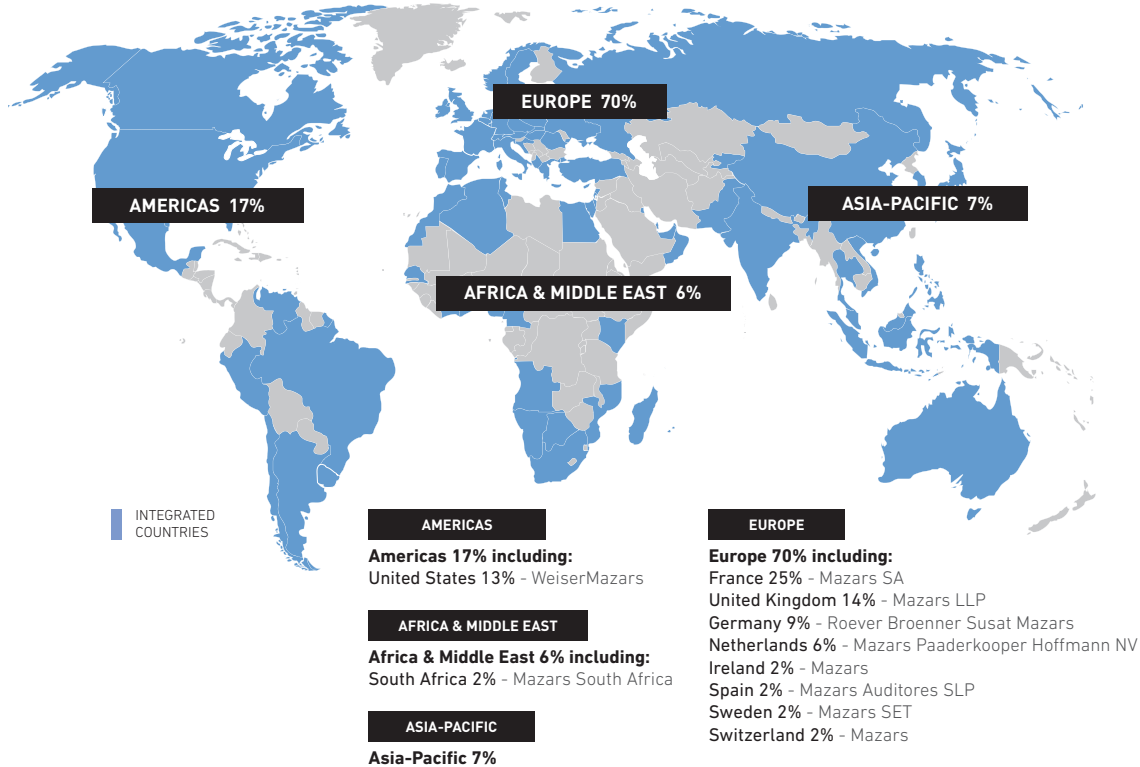 EUROPE 70%
AMERICAS 17%
ASIA-PACIFIC 7%
AFRICA & MIDDLE EAST 6%
INTEGRATED
COUNTRIES
AMERICAS
Americas 17% including:
United States 13% - WeiserMazars
AFRICA & MIDDLE EAST
Africa & Middle East 6% including:
South Africa 2% - Mazars South Africa
ASIA-PACIFIC
Asia-Pacific 7%
EUROPE
Europe 70% including:
France 25% - Mazars SA
United Kingdom 14% - Mazars LLP
Germany 9% - Roever Broenner Susat Mazars
Netherlands 6% - Mazars Paaderkooper Hoffmann NV
Ireland 2% - Mazars
Spain 2% - Mazars Auditores SLP
Sweden 2% - Mazars SET
Switzerland 2% - Mazars